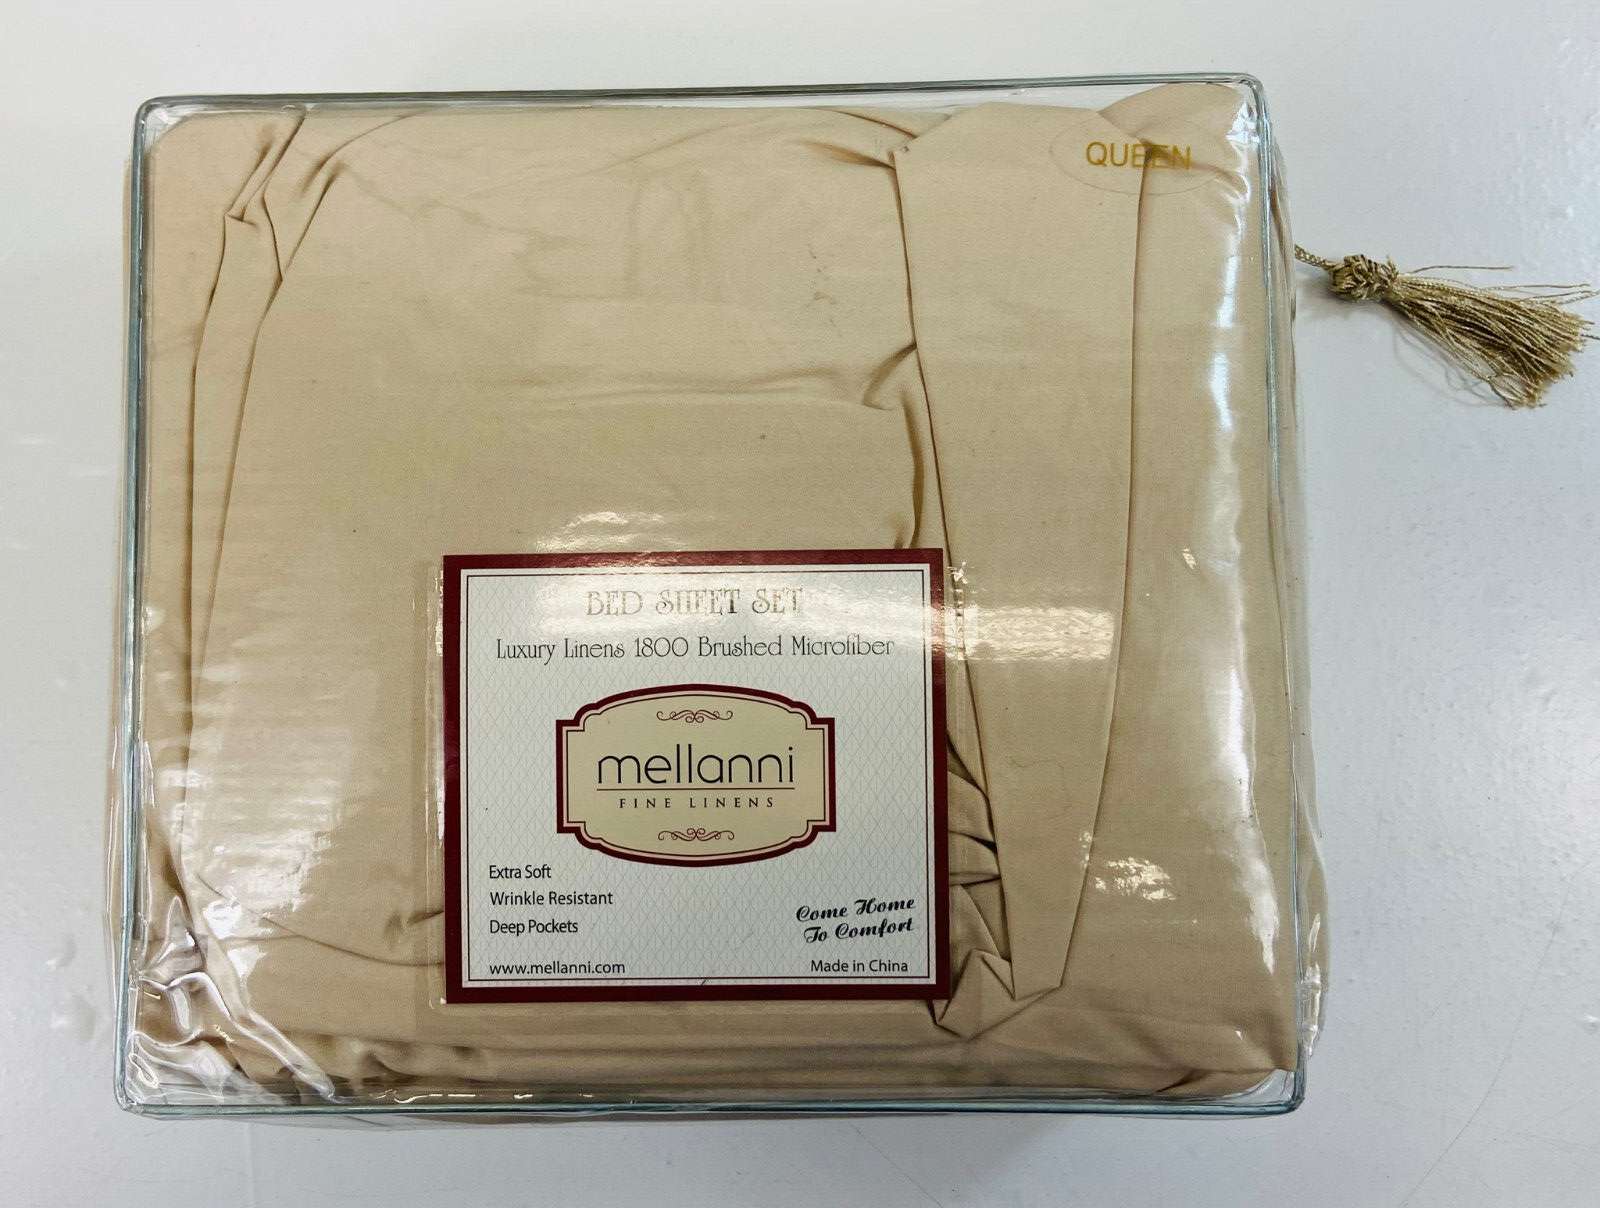 QUEEN
BED SHEET SET
Luxury Linens 1800 Brushed Microfiber
mellanni
FINE LINENS
Extra Soft
Wrinkle Resistant
Deep Pockets
Come Home
To Comfort
www.mellanni.com
Made in China